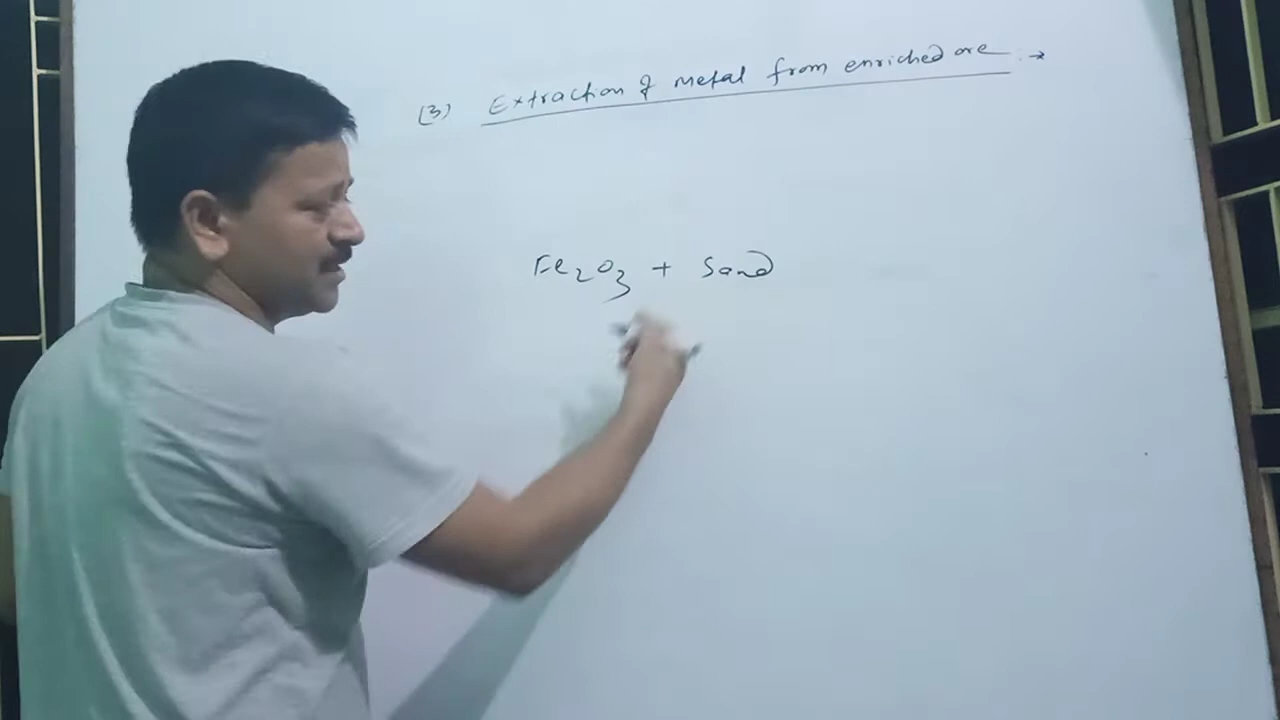 (3) Extraction of Metal from enriched ore →
Fe2O3 + Sand